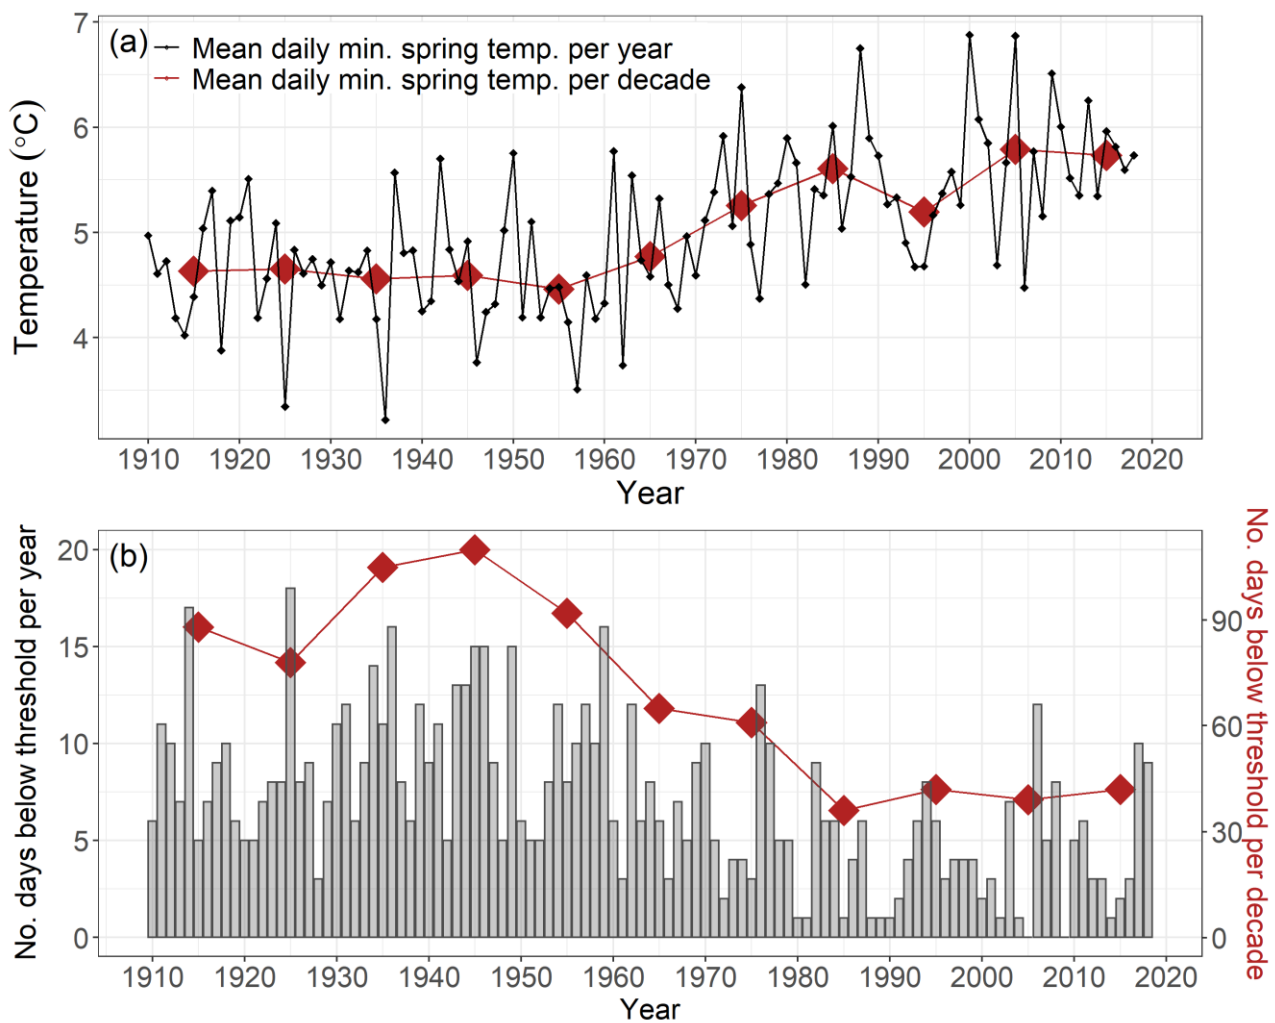 (a)
Mean daily min. spring temp. per year
Mean daily min. spring temp. per decade
Temperature (°C)
7
6
5
4
1910 1920 1930 1940 1950 1960 1970 1980 1990 2000 2010 2020
Year
(b)
No. days below threshold per year
20
15
10
5
0
No. days below threshold per decade
90
60
30
0
1910 1920 1930 1940 1950 1960 1970 1980 1990 2000 2010 2020
Year